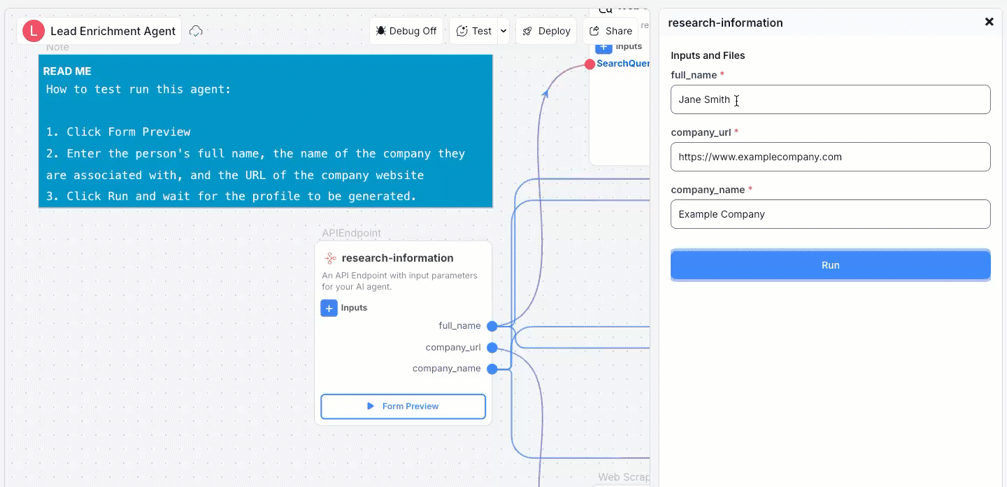 L Lead Enrichment Agent
Debug Off
Test
Deploy
Share
Note
READ ME
How to test run this agent:
1. Click Form Preview
2. Enter the person's full name, the name of the company they
are associated with, and the URL of the company website
3. Click Run and wait for the profile to be generated.
Inputs
SearchQuer
APIEndpoint
research-information
An API Endpoint with input parameters
for your AI agent.
+ Inputs
full_name
company_url
company_name
Form Preview
Web Scrap
research-information
Inputs and Files
full_name *
Jane Smith
company_url *
https://www.examplecompany.com
company_name *
Example Company
Run